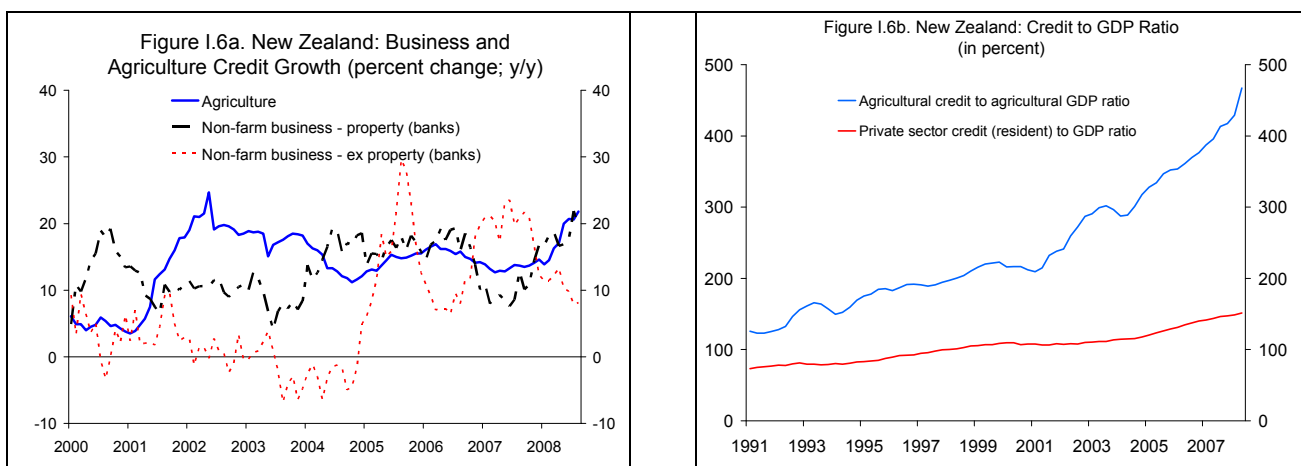 Figure I.6a. New Zealand: Business and
Agriculture Credit Growth (percent change; y/y)
40
30
20
10
0
-10
40
30
20
10
0
-10
Agriculture
Non-farm business - property (banks)
Non-farm business - ex property (banks)
2000 2001 2002 2003 2004 2005 2006 2007 2008
Figure I.6b. New Zealand: Credit to GDP Ratio
(in percent)
500
400
300
200
100
0
500
400
300
200
100
0
Agricultural credit to agricultural GDP ratio
Private sector credit (resident) to GDP ratio
1991 1993 1995 1997 1999 2001 2003 2005 2007